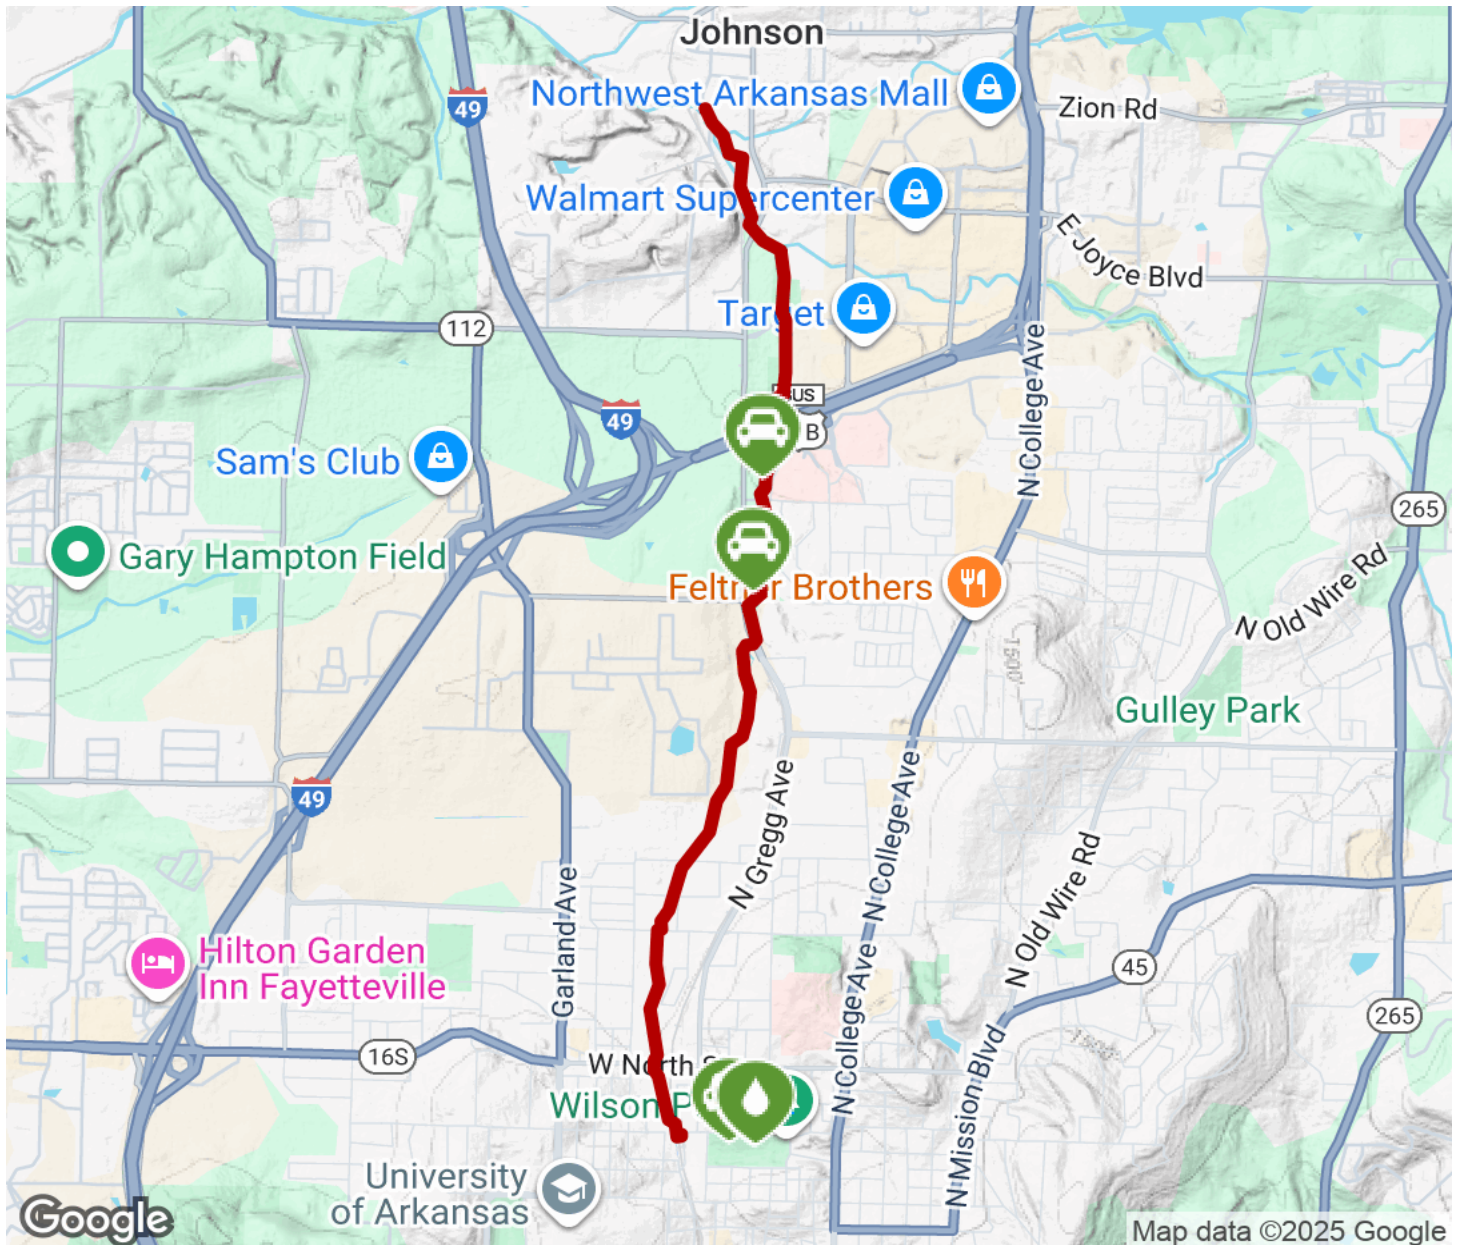 Johnson
Northwest Arkansas Mall
49
Zion Rd
Walmart Supercenter
E Joyce Blvd
Target
112
BUS
49
B
N College Ave
Sam's Club
265
Gary Hampton Field
Feltner Brothers
N Old Wire Rd
Gulley Park
49
N Gregg Ave
N College Ave
N Old Wire Rd
Garland Ave
Hilton Garden
Inn Fayetteville
45
N College Ave
265
16S
W North S
N Mission Blvd
Wilson P
University
of Arkansas
Google
Map data ©2025 Google